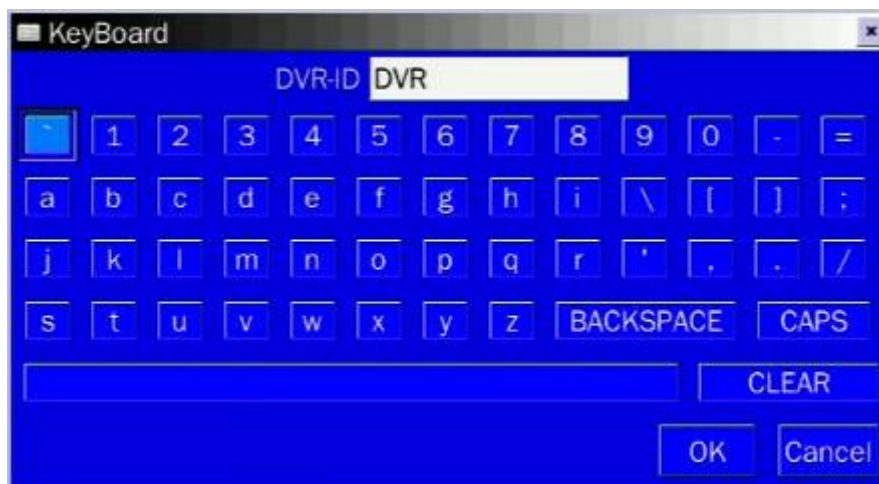 KeyBoard ×
DVR-ID DVR
` 1 2 3 4 5 6 7 8 9 0 - =
a b c d e f g h i \ [ ] ;
j k l m n o p q r ' , . /
s t u v w x y z BACKSPACE CAPS
CLEAR
OK Cancel